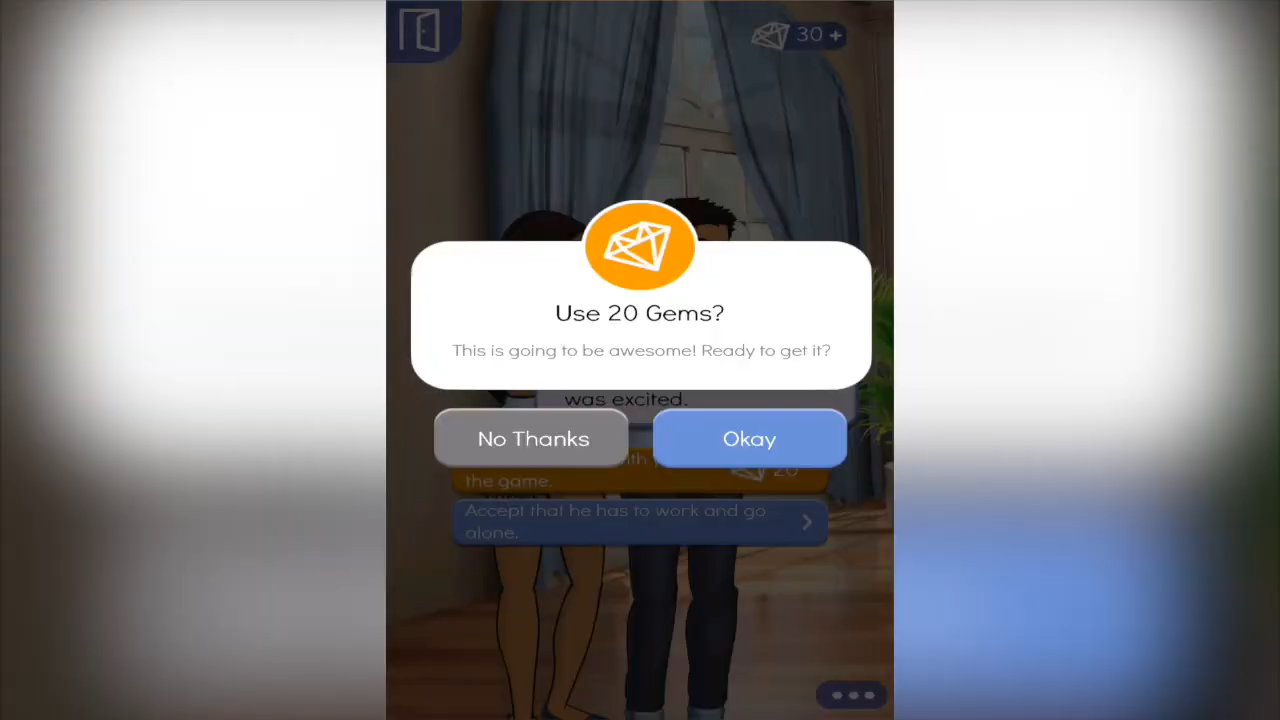 30 +
Use 20 Gems?
This is going to be awesome! Ready to get it?
was excited.
No Thanks
Okay
20
the game.
Accept that he has to work and go
alone.